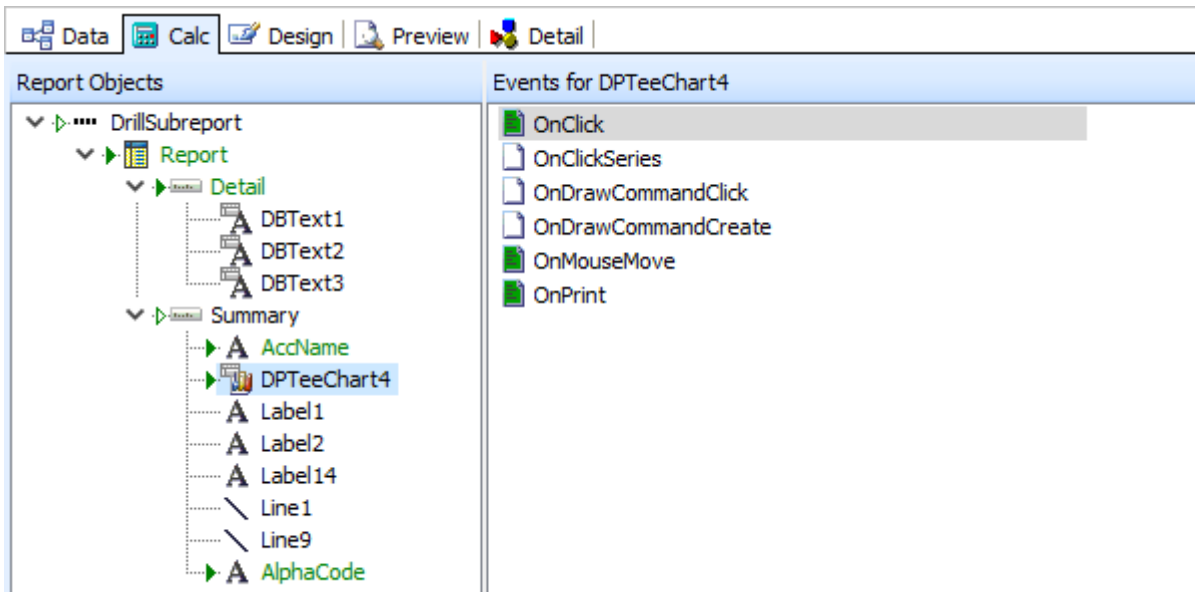 Data Calc Design Preview Detail
Report Objects
DrillSubreport
Report
Detail
DBText1
DBText2
DBText3
Summary
AccName
DPTeeChart4
Label1
Label2
Label14
Line1
Line9
AlphaCode
Events for DPTeeChart4
OnClick
OnClickSeries
OnDrawCommandClick
OnDrawCommandCreate
OnMouseMove
OnPrint